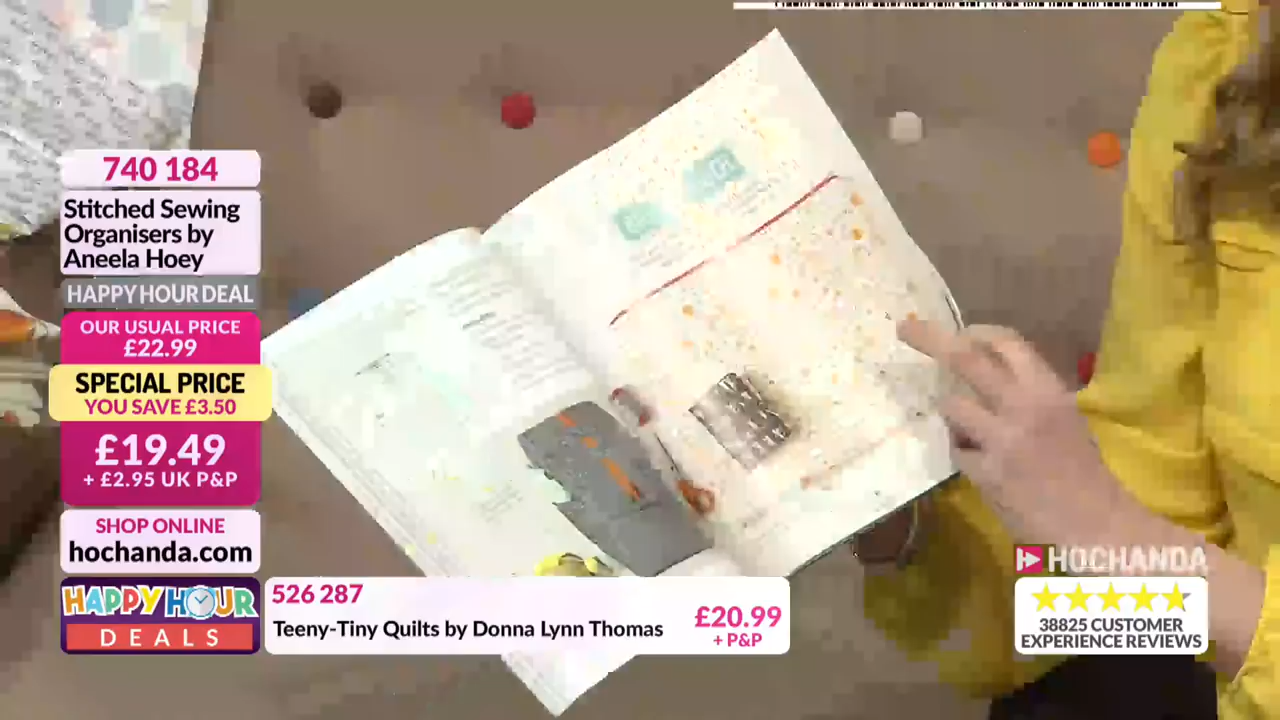 740 184
Stitched Sewing
Organisers by
Aneela Hoey
HAPPY HOUR DEAL
OUR USUAL PRICE
£22.99
SPECIAL PRICE
YOU SAVE £3.50
£19.49
+ £2.95 UK P&P
SHOP ONLINE
hochanda.com
HAPPY HOUR
DEALS
526 287
Teeny-Tiny Quilts by Donna Lynn Thomas
£20.99
+ P&P
HOCHANDA
38825 CUSTOMER
EXPERIENCE REVIEWS